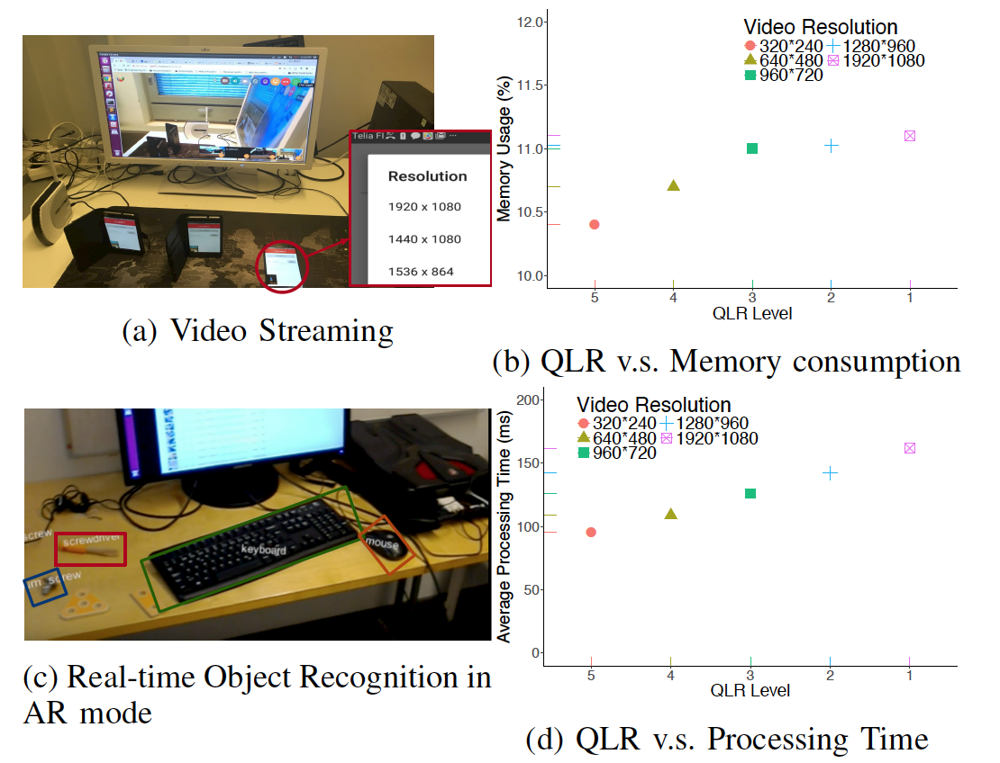 Telia FI
Resolution
1920 x 1080
1440 x 1080
1536 x 864
(a) Video Streaming
Video Resolution
320*240 1280*960
640*480 1920*1080
960*720
Memory Usage (%)
12.0
11.5
11.0
10.5
10.0
5 4 3 2 1
QLR Level
(b) QLR v.s. Memory consumption
screw
screwdriver
screw
keyboard
mouse
(c) Real-time Object Recognition in
AR mode
Video Resolution
320*240 1280*960
640*480 1920*1080
960*720
Average Processing Time (ms)
200
150
100
50
0
5 4 3 2 1
QLR Level
(d) QLR v.s. Processing Time